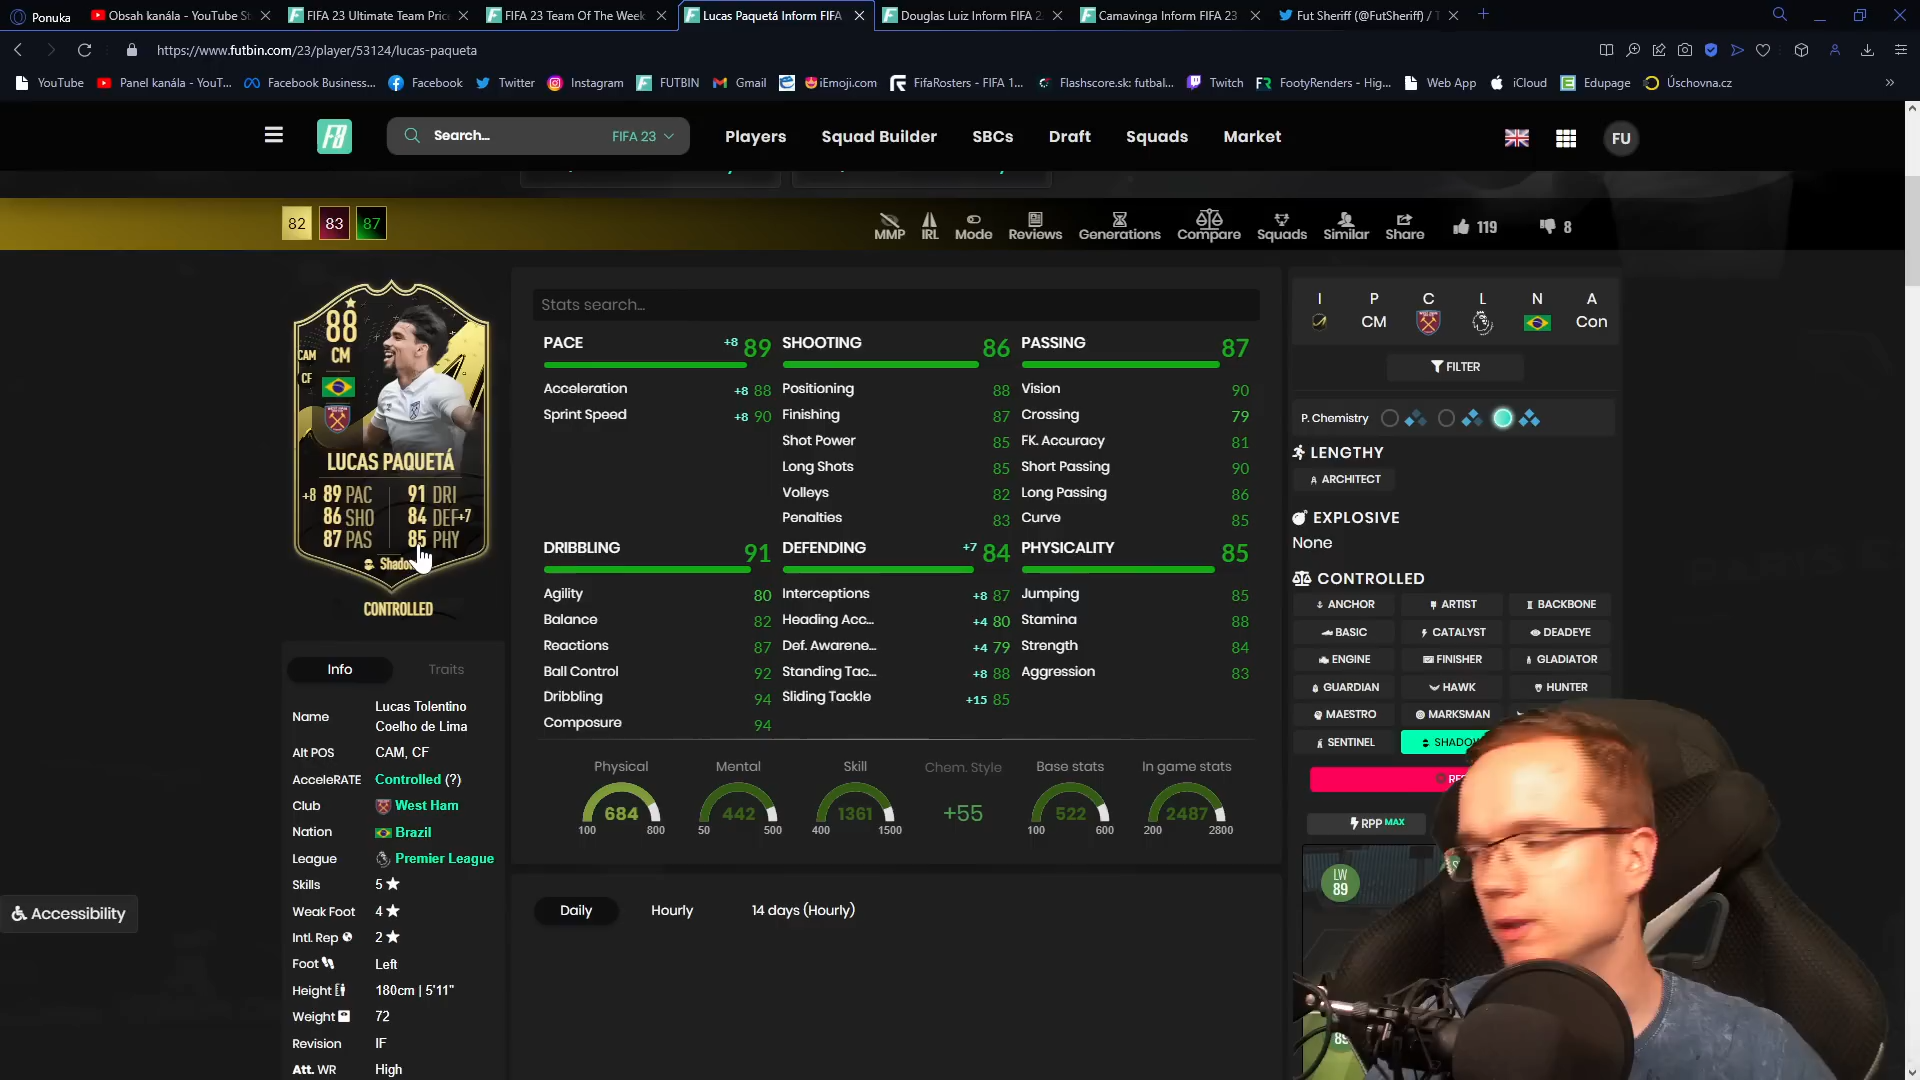 Ponuka
Obsah kanála - YouTube St
FIFA 23 Ultimate Team Pric
FIFA 23 Team Of The Week
Lucas Paquetá Inform FIFA
Douglas Luiz Inform FIFA 2
Camavinga Inform FIFA 23
Fut Sheriff (@FutSheriff) / T
https://www.futbin.com/23/player/53124/lucas-paqueta
YouTube
Panel kanála - YouT...
Facebook Business...
Facebook
Twitter
Instagram
FUTBIN
Gmail
iEmoji.com
FifaRosters - FIFA 1...
Flashscore.sk: futbal...
Twitch
FootyRenders - Hig...
Web App
iCloud
Edupage
Úschovna.cz
Search...
FIFA 23
Players
Squad Builder
SBCs
Draft
Squads
Market
FU
82
83
87
MMP
IRL
Mode
Reviews
Generations
Compare
Squads
Similar
Share
119
8
88
CM
CAM
CF
LUCAS PAQUETÁ
+8 89 PAC 91 DRI
86 SHO 84 DEF+7
87 PAS 85 PHY
CONTROLLED
Stats search...
PACE +8 89
Acceleration +8 88
Sprint Speed +8 90
SHOOTING 86
Positioning 88
Finishing 87
Shot Power 85
Long Shots 85
Volleys 82
Penalties 83
PASSING 87
Vision 90
Crossing 79
FK. Accuracy 81
Short Passing 90
Long Passing 86
Curve 85
DRIBBLING 91
Agility 80
Balance 82
Reactions 87
Ball Control 92
Dribbling 94
Composure 94
DEFENDING +7 84
Interceptions +8 87
Heading Acc... +4 80
Def. Awarene... +4 79
Standing Tac... +8 88
Sliding Tackle +15 85
PHYSICALITY 85
Jumping 85
Stamina 88
Strength 84
Aggression 83
Physical
684
100 800
Mental
442
50 500
Skill
1361
400 1500
Chem. Style
+55
Base stats
522
100 600
In game stats
2487
200 2800
Daily
Hourly
14 days (Hourly)
Info
Traits
Name Lucas Tolentino
Coelho de Lima
Alt POS CAM, CF
AcceleRATE Controlled (?)
Club West Ham
Nation Brazil
League Premier League
Skills 5
Weak Foot 4
Intl. Rep 2
Foot Left
Height 180cm | 5'11"
Weight 72
Revision IF
Att. WR High
Accessibility
I P C L N A
CM Con
FILTER
P. Chemistry
LENGTHY
ARCHITECT
EXPLOSIVE
None
CONTROLLED
ANCHOR
ARTIST
BACKBONE
BASIC
CATALYST
DEADEYE
ENGINE
FINISHER
GLADIATOR
GUARDIAN
HAWK
HUNTER
MAESTRO
MARKSMAN
SENTINEL
SHADOW
RPP MAX
LW
89